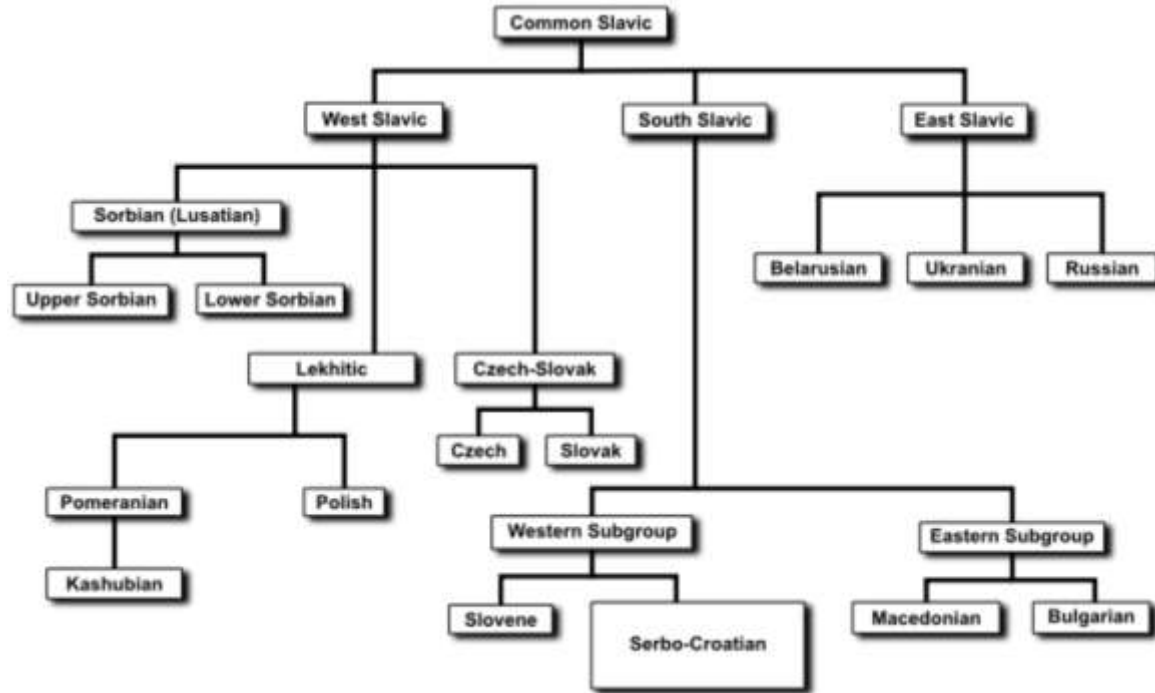 Common Slavic
West Slavic
South Slavic
East Slavic
Sorbian (Lusatian)
Belarusian
Ukranian
Russian
Upper Sorbian
Lower Sorbian
Lekhitic
Czech-Slovak
Czech
Slovak
Pomeranian
Polish
Western Subgroup
Eastern Subgroup
Kashubian
Slovene
Serbo-Croatian
Macedonian
Bulgarian